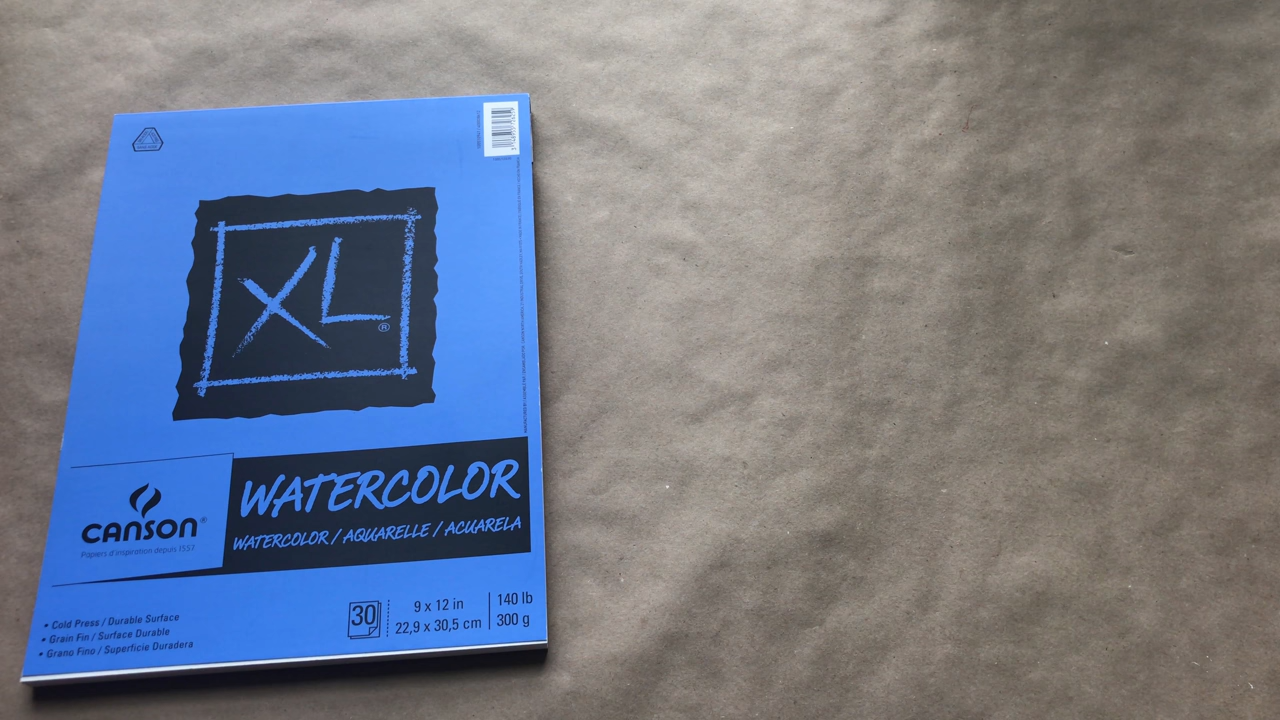 XL®
CANSON®
Papiers d'inspiration depuis 1557
WATERCOLOR
WATERCOLOR / AQUARELLE / ACUARELA
• Cold Press / Durable Surface
• Grain Fin / Surface Durable
• Grano Fino / Superficie Duradera
30
9 x 12 in
22,9 x 30,5 cm
140 lb
300 g